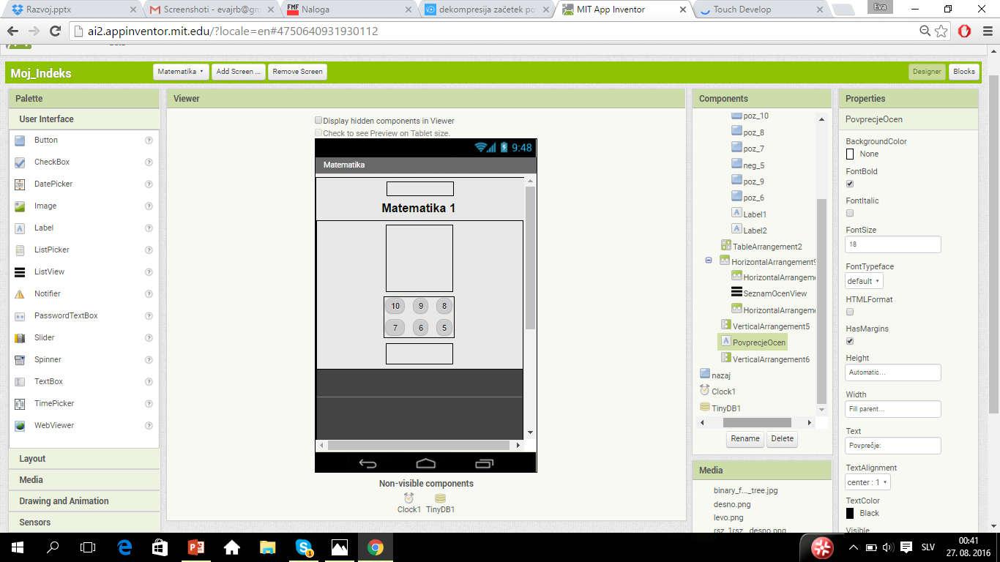 Razvoj.pptx
Screenshoti - evajrb@gm
FMF Naloga
dekompresija začetek po
MIT App Inventor
Touch Develop
Eva
ai2.appinventor.mit.edu/?locale=en#4750640931930112
Moj_Indeks
Matematika
Add Screen ...
Remove Screen
Designer
Blocks
Palette
User Interface
Button
CheckBox
DatePicker
Image
Label
ListPicker
ListView
Notifier
PasswordTextBox
Slider
Spinner
TextBox
TimePicker
WebViewer
Layout
Media
Drawing and Animation
Sensors
Viewer
Display hidden components in Viewer
Check to see Preview on Tablet size.
9:48
Matematika
Matematika 1
10 9 8
7 6 5
Non-visible components
Clock1 TinyDB1
Components
poz_10
poz_8
poz_7
neg_5
poz_9
poz_6
Label1
Label2
TableArrangement2
HorizontalArrangement9
HorizontalArrangeme
SeznamOcenView
HorizontalArrangeme
VerticalArrangement5
PovprecjeOcen
VerticalArrangement6
nazaj
Clock1
TinyDB1
Rename
Delete
Media
binary_f..._tree.jpg
desno.png
levo.png
rsz_1rsz_..desno.png
Properties
PovprecjeOcen
BackgroundColor
None
FontBold
FontItalic
FontSize
18
FontTypeface
default
HTMLFormat
HasMargins
Height
Automatic...
Width
Fill parent...
Text
Povprečje:
TextAlignment
center : 1
TextColor
Black
Visible
SLV
00:41
27. 08. 2016